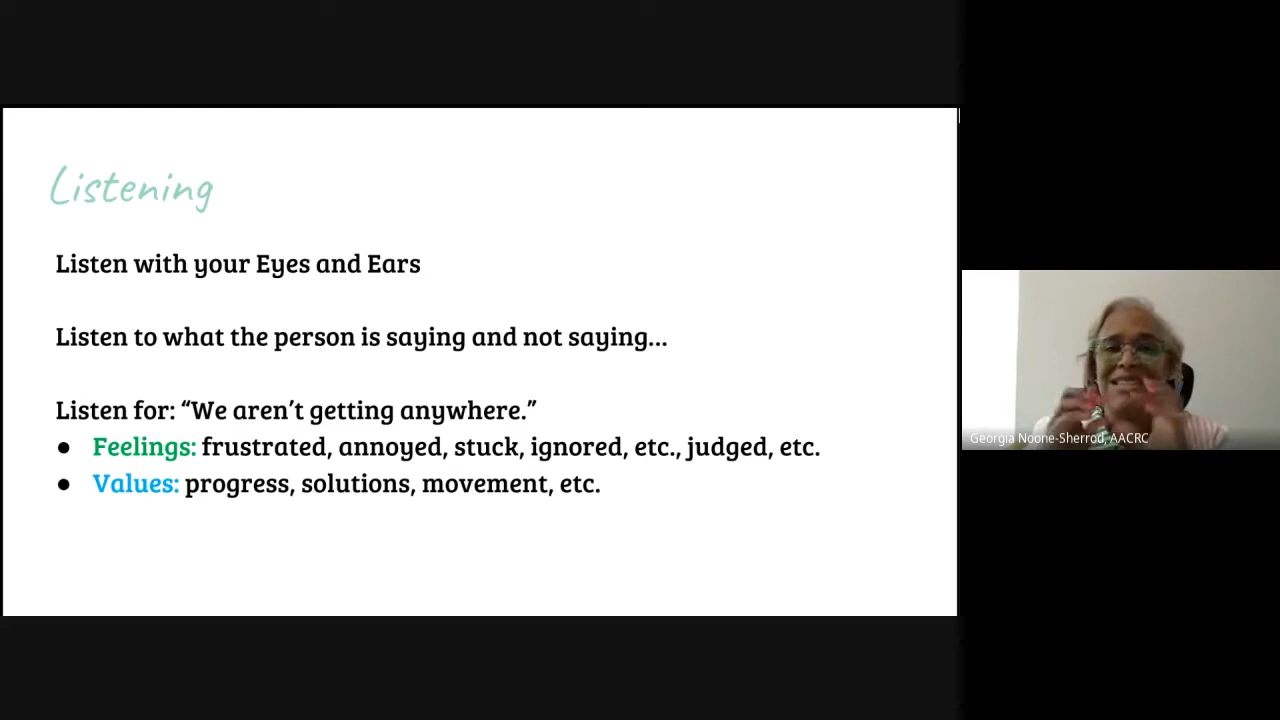 Listening
Listen with your Eyes and Ears
Listen to what the person is saying and not saying...
Listen for: “We aren’t getting anywhere.”
● Feelings: frustrated, annoyed, stuck, ignored, etc., judged, etc.
● Values: progress, solutions, movement, etc.
Georgia Noone-Sherrod, AACRC